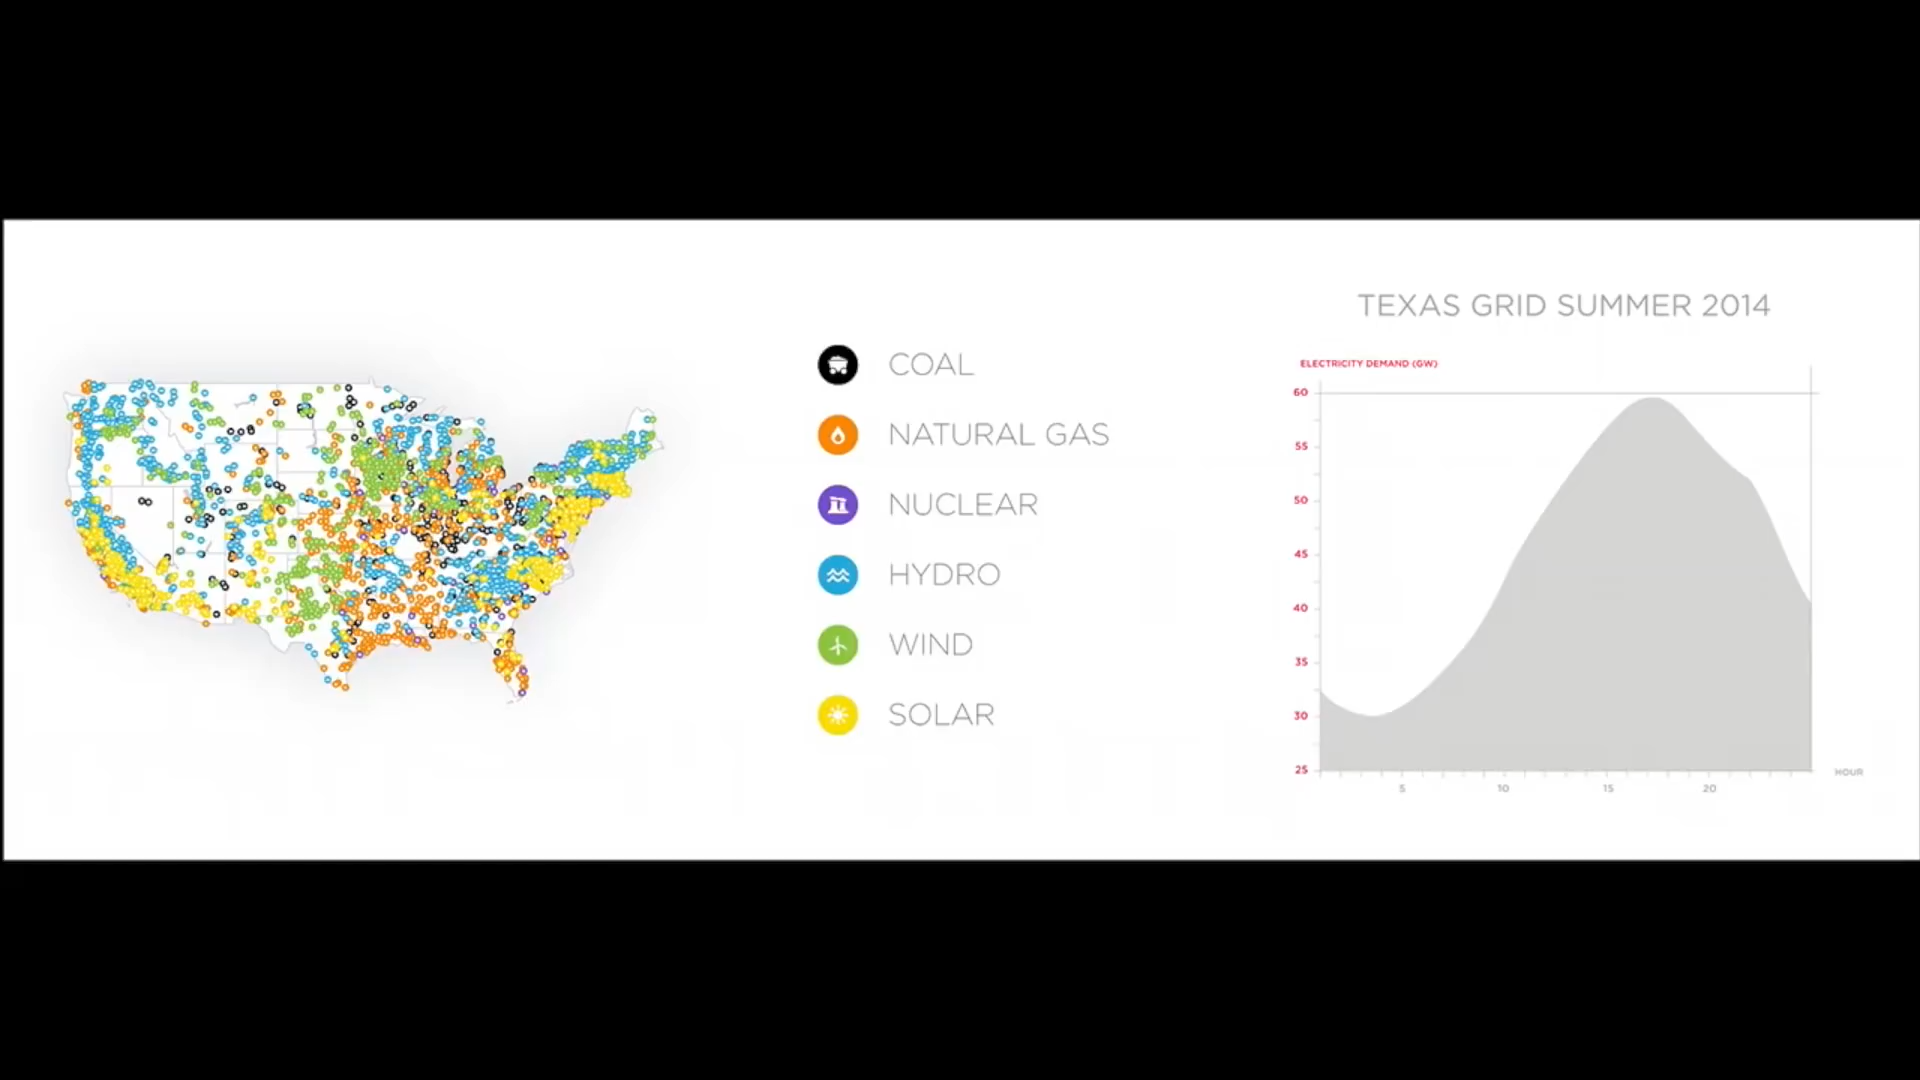 COAL
NATURAL GAS
NUCLEAR
HYDRO
WIND
SOLAR
TEXAS GRID SUMMER 2014
ELECTRICITY DEMAND (GW)
60
55
50
45
40
35
30
25
5 10 15 20
HOUR